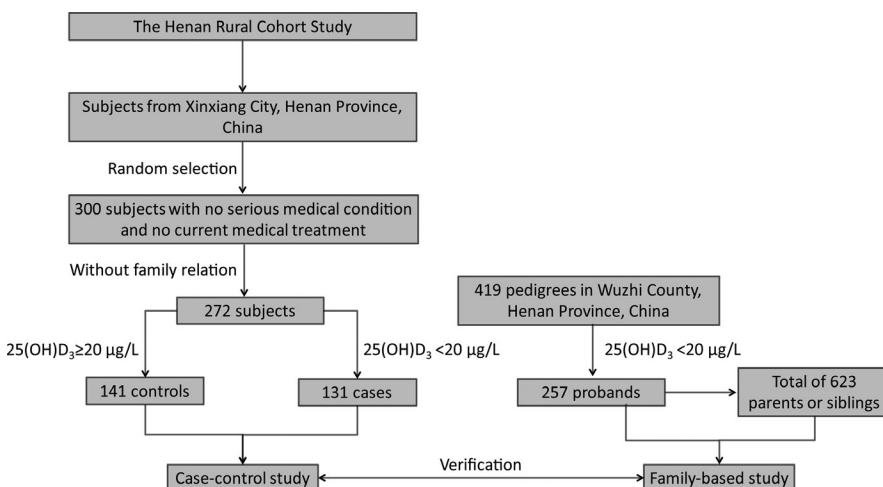 The Henan Rural Cohort Study
Subjects from Xinxiang City, Henan Province,
China
Random selection
300 subjects with no serious medical condition
and no current medical treatment
Without family relation
272 subjects
25(OH)D₃≥20 µg/L
25(OH)D₃ <20 µg/L
141 controls
131 cases
Case-control study
419 pedigrees in Wuzhi County,
Henan Province, China
25(OH)D₃ <20 µg/L
257 probands
Total of 623
parents or siblings
Verification
Family-based study